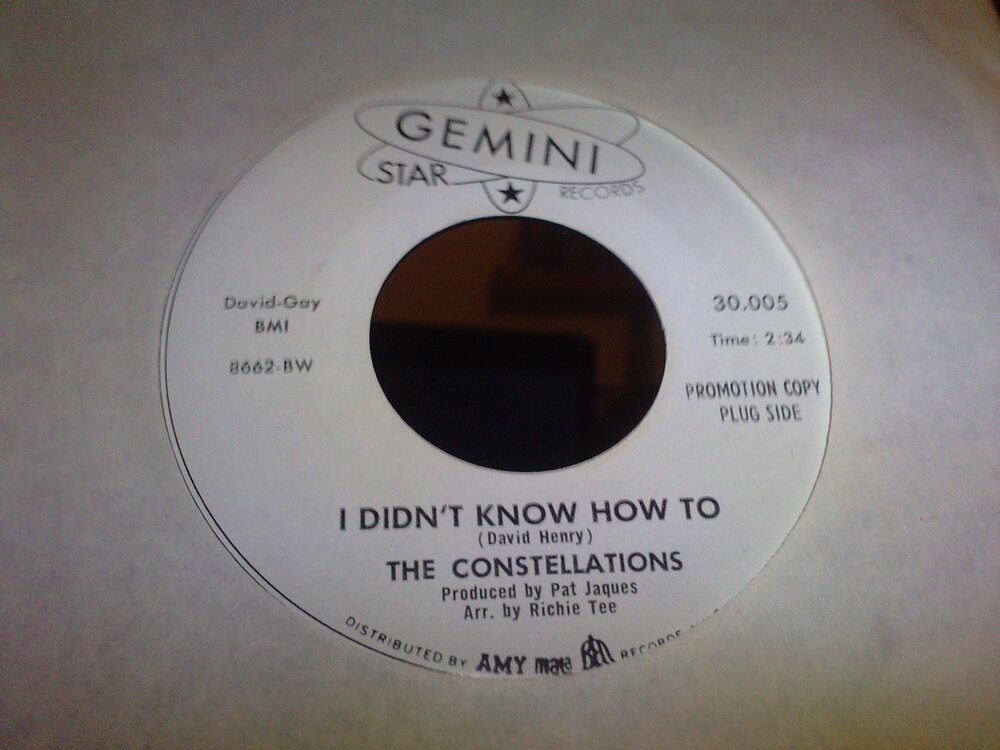 GEMINI
STAR
RECORDS
David-Gay
BMI
8662-BW
30.005
Time: 2:34
PROMOTION COPY
PLUG SIDE
I DIDN'T KNOW HOW TO
(David Henry)
THE CONSTELLATIONS
Produced by Pat Jaques
Arr. by Richie Tee
DISTRIBUTED BY AMY mala Bell RECORDS